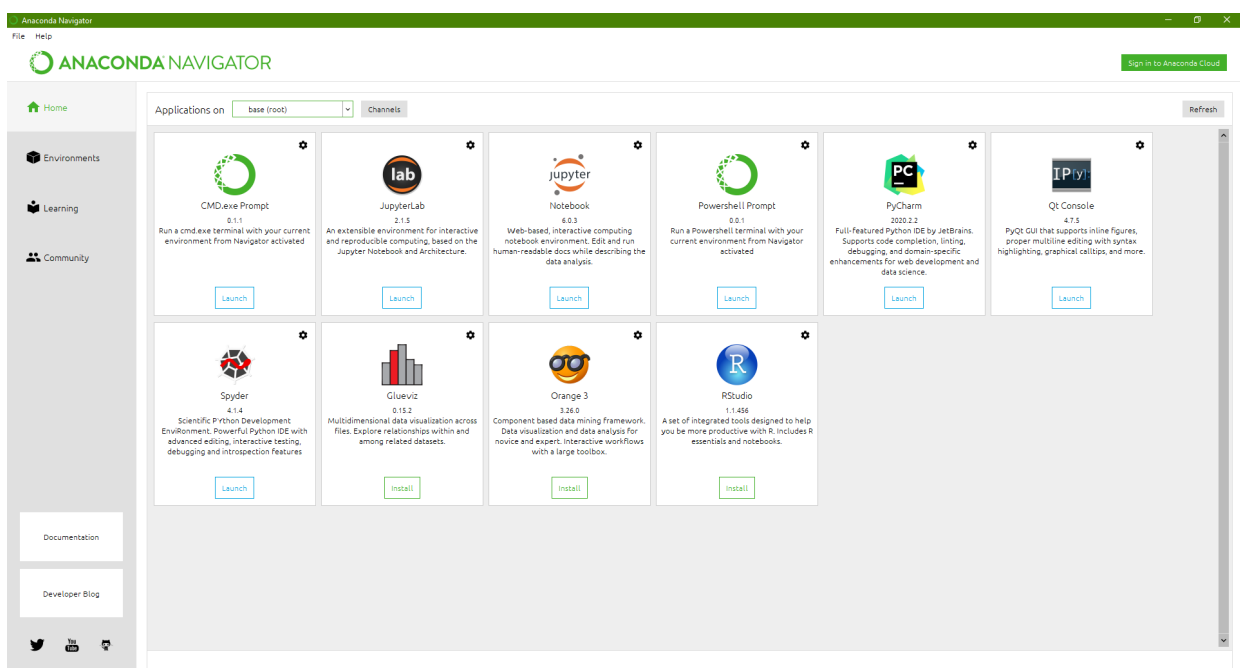 Anaconda Navigator
File Help
ANACONDA NAVIGATOR
Sign in to Anaconda Cloud
Home
Environments
Learning
Community
Documentation
Developer Blog
You
Tube
Applications on base (root) Channels Refresh
CMD.exe Prompt
0.1.1
Run a cmd.exe terminal with your current
environment from Navigator activated
Launch
lab
JupyterLab
2.1.5
An extensible environment for interactive
and reproducible computing, based on the
Jupyter Notebook and Architecture.
Launch
jupyter
Notebook
6.0.3
Web-based, interactive computing
notebook environment. Edit and run
human-readable docs while describing the
data analysis.
Launch
Powershell Prompt
0.0.1
Run a Powershell terminal with your
current environment from Navigator
activated
Launch
PC
PyCharm
2020.2.2
Full-featured Python IDE by JetBrains.
Supports code completion, linting,
debugging, and domain-specific
enhancements for web development and
data science.
Launch
IP[y]:
Qt Console
4.7.5
PyQt GUI that supports inline figures,
proper multiline editing with syntax
highlighting, graphical calltips, and more.
Launch
Spyder
4.1.4
Scientific PYthon Development
EnviRonment. Powerful Python IDE with
advanced editing, interactive testing,
debugging and introspection features
Launch
Glueviz
0.15.2
Multidimensional data visualization across
files. Explore relationships within and
among related datasets.
Install
Orange 3
3.26.0
Component based data mining framework.
Data visualization and data analysis for
novice and expert. Interactive workflows
with a large toolbox.
Install
R
RStudio
1.1.456
A set of integrated tools designed to help
you be more productive with R. Includes R
essentials and notebooks.
Install